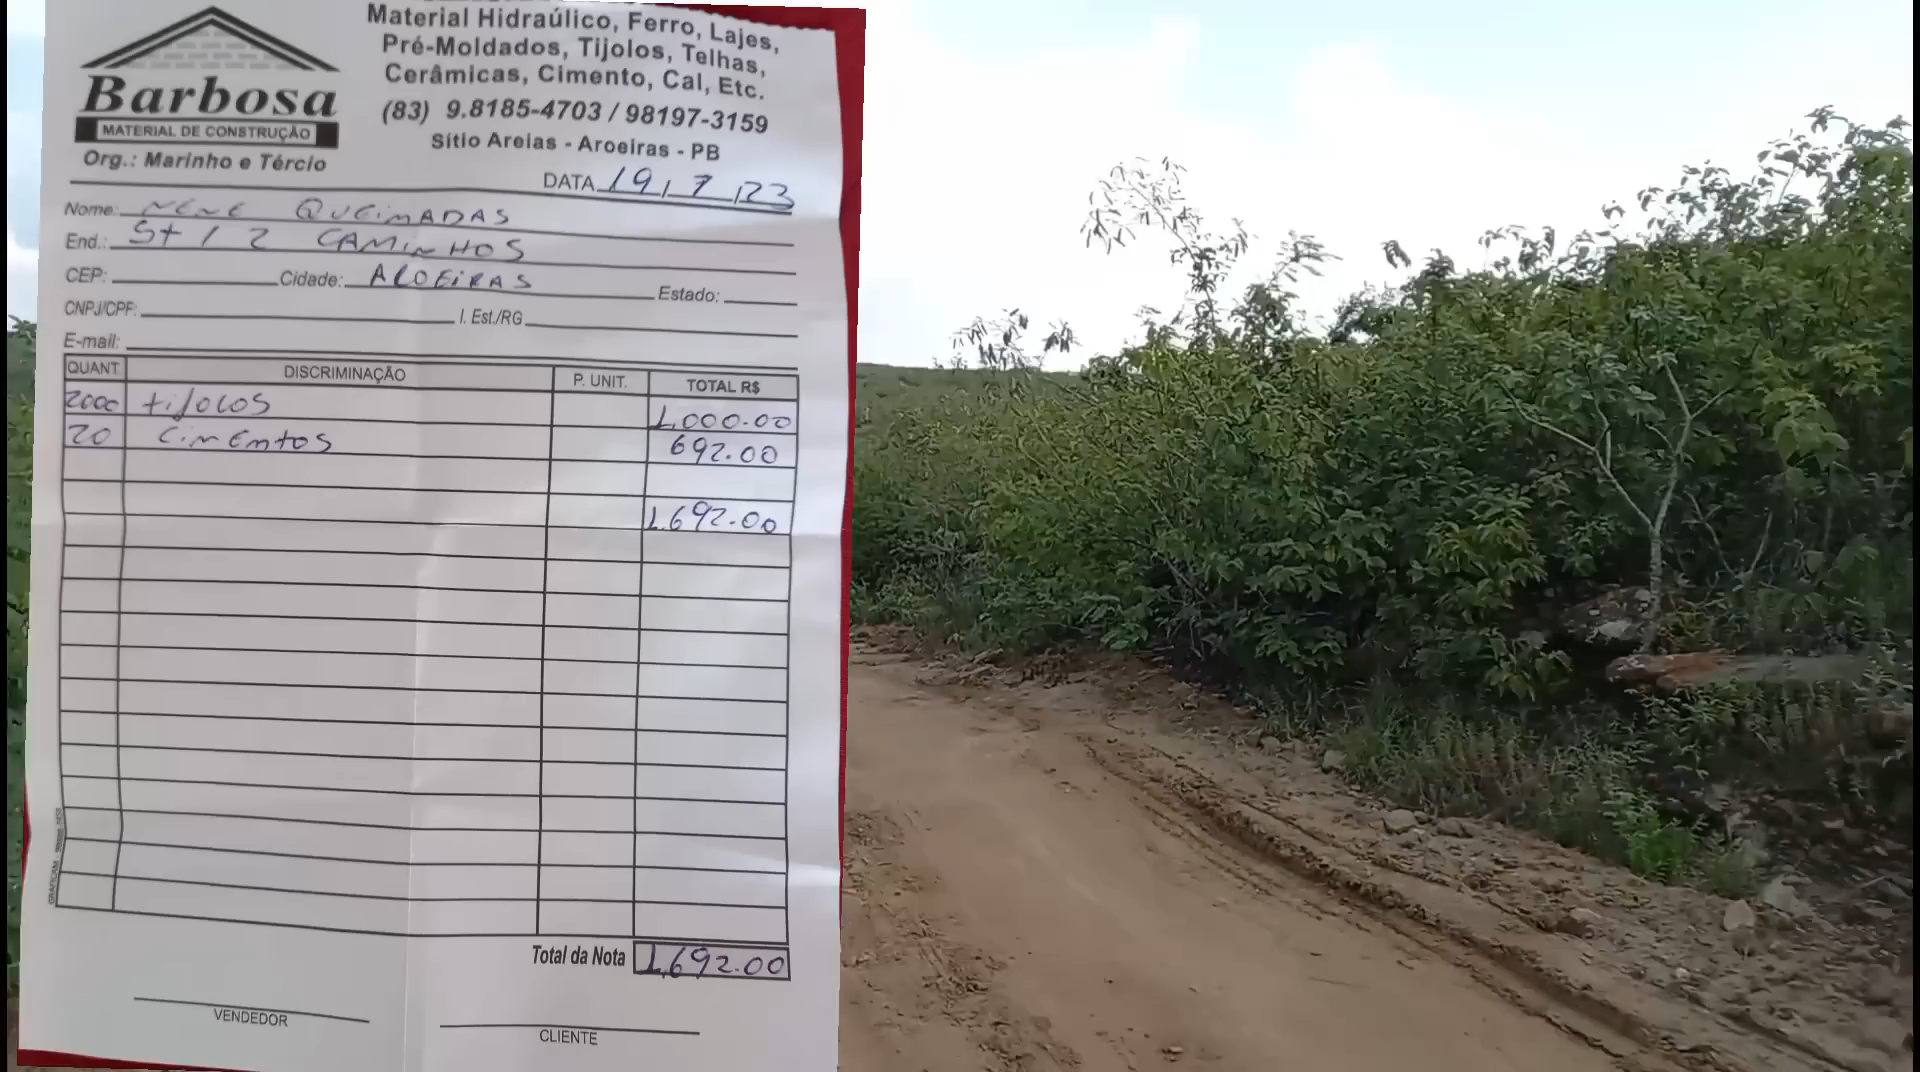 Barbosa
MATERIAL DE CONSTRUÇÃO
Org.: Marinho e Tércio
Material Hidraúlico, Ferro, Lajes,
Pré-Moldados, Tijolos, Telhas,
Cerâmicas, Cimento, Cal, Etc.
(83) 9.8185-4703 / 98197-3159
Sítio Areias - Aroeiras - PB
DATA 19/7/23
Nome: NENE QUEIMADAS
End.: St / 2 CAMINHOS
CEP: Cidade: AROEIRAS Estado:
CNPJ/CPF: I. Est./RG
E-mail:
QUANT. DISCRIMINAÇÃO P. UNIT. TOTAL R$
2000 tijolos 1,000.00
20 Cimentos 692.00
1,692.00
Total da Nota 1,692.00
VENDEDOR
CLIENTE